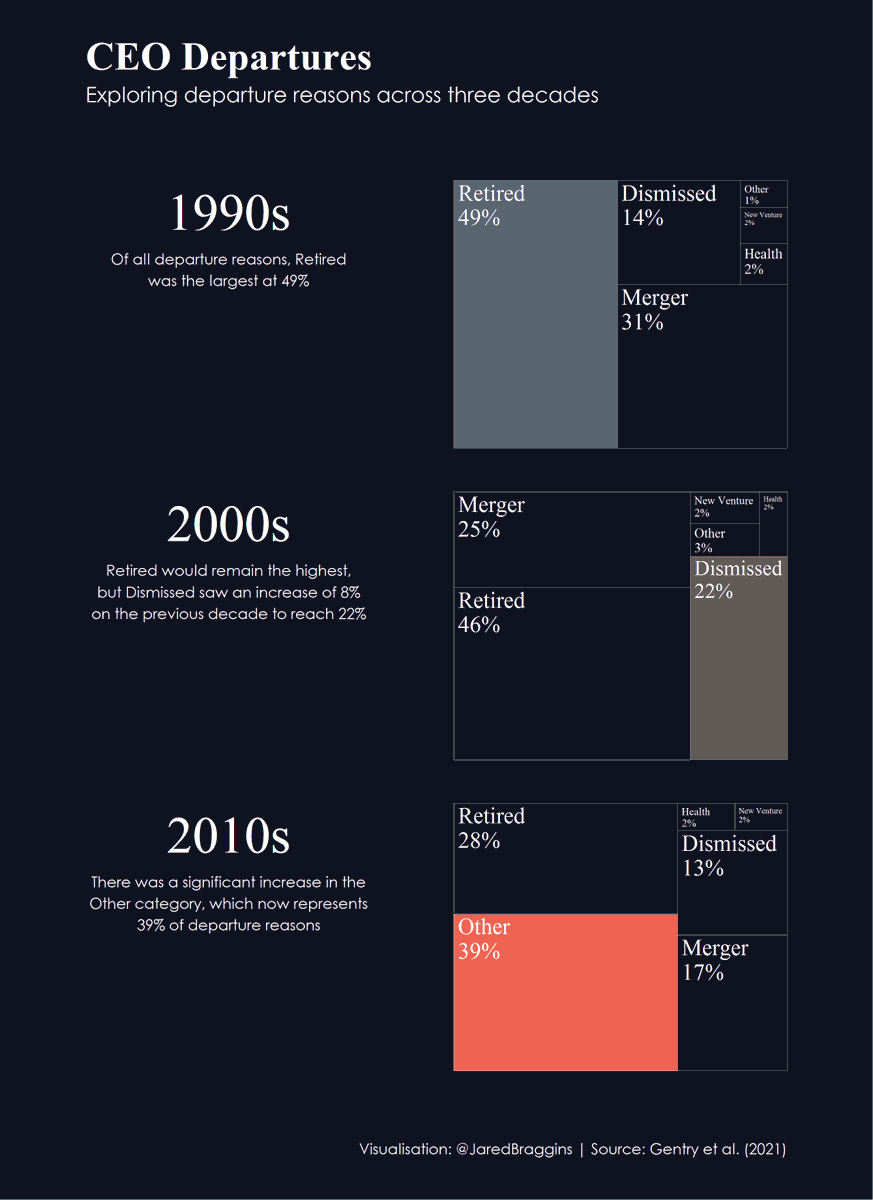 CEO Departures
Exploring departure reasons across three decades
1990s
Of all departure reasons, Retired
was the largest at 49%
Retired
49%
Dismissed
14%
Other
1%
New Venture
2%
Health
2%
Merger
31%
2000s
Retired would remain the highest,
but Dismissed saw an increase of 8%
on the previous decade to reach 22%
Merger
25%
New Venture
2%
Health
2%
Other
3%
Retired
46%
Dismissed
22%
2010s
There was a significant increase in the
Other category, which now represents
39% of departure reasons
Retired
28%
Health
2%
New Venture
2%
Dismissed
13%
Other
39%
Merger
17%
Visualisation: @JaredBraggins | Source: Gentry et al. (2021)